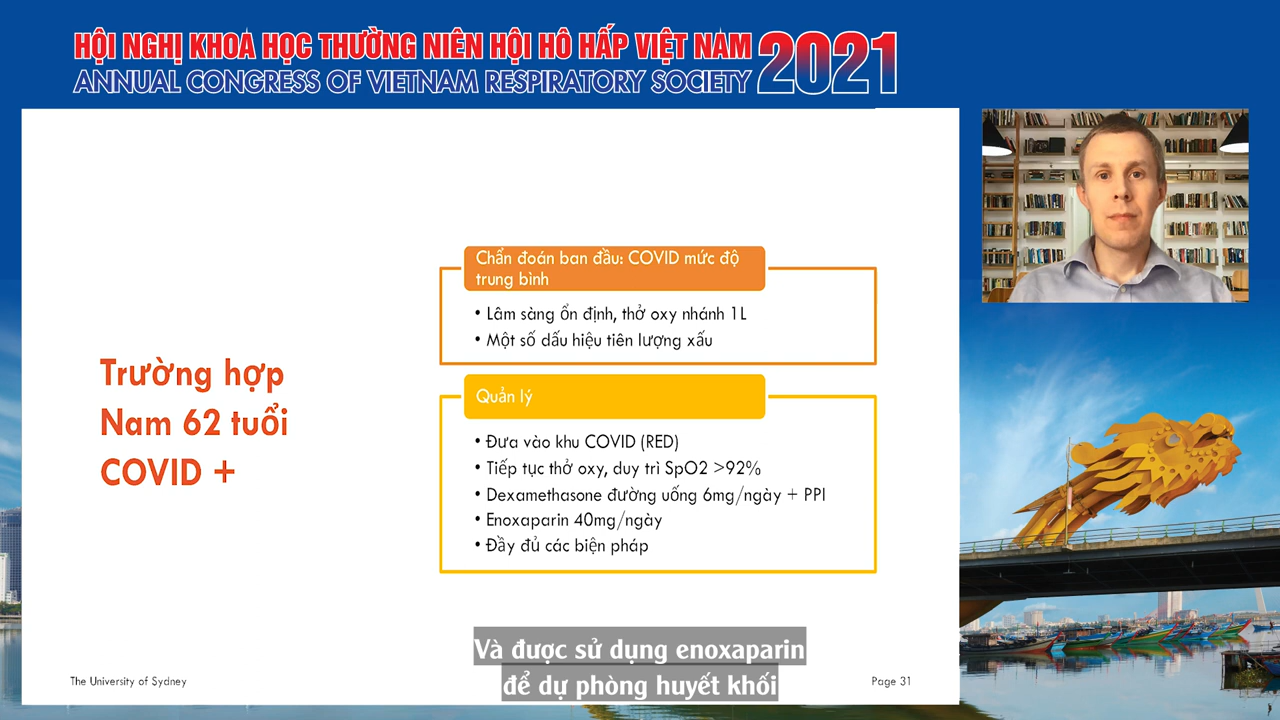 HỘI NGHỊ KHOA HỌC THƯỜNG NIÊN HỘI HÔ HẤP VIỆT NAM 2021
ANNUAL CONGRESS OF VIETNAM RESPIRATORY SOCIETY
Trường hợp
Nam 62 tuổi
COVID +
Chẩn đoán ban đầu: COVID mức độ
trung bình
• Lâm sàng ổn định, thở oxy nhánh 1L
• Một số dấu hiệu tiên lượng xấu
Quản lý
• Đưa vào khu COVID (RED)
• Tiếp tục thở oxy, duy trì SpO2 >92%
• Dexamethasone đường uống 6mg/ngày + PPI
• Enoxaparin 40mg/ngày
• Đầy đủ các biện pháp
Và được sử dụng enoxaparin
để dự phòng huyết khối
The University of Sydney
Page 31